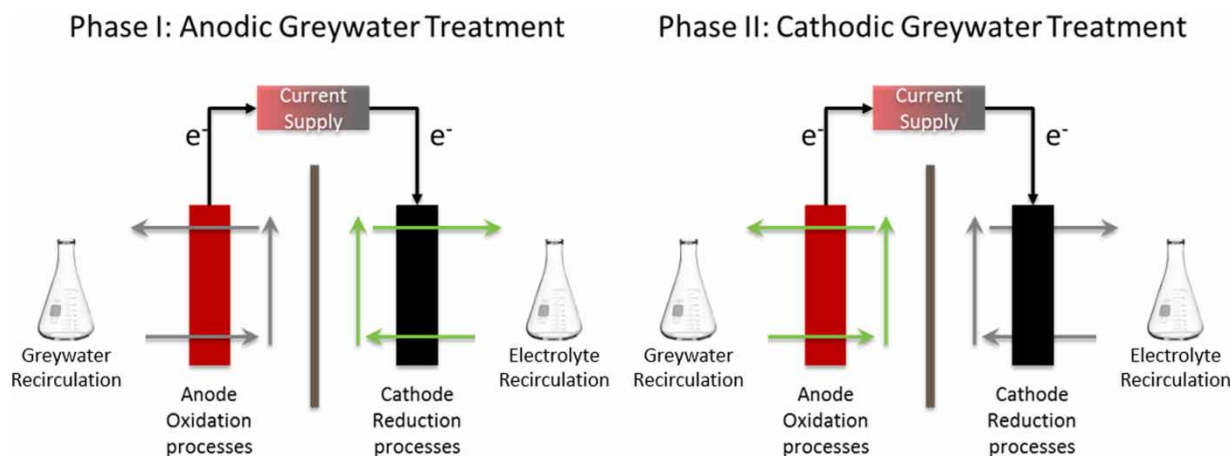 Phase I: Anodic Greywater Treatment
Current
Supply
e-
e-
Greywater
Recirculation
Anode
Oxidation
processes
Cathode
Reduction
processes
Electrolyte
Recirculation
Phase II: Cathodic Greywater Treatment
Current
Supply
e-
e-
Greywater
Recirculation
Anode
Oxidation
processes
Cathode
Reduction
processes
Electrolyte
Recirculation